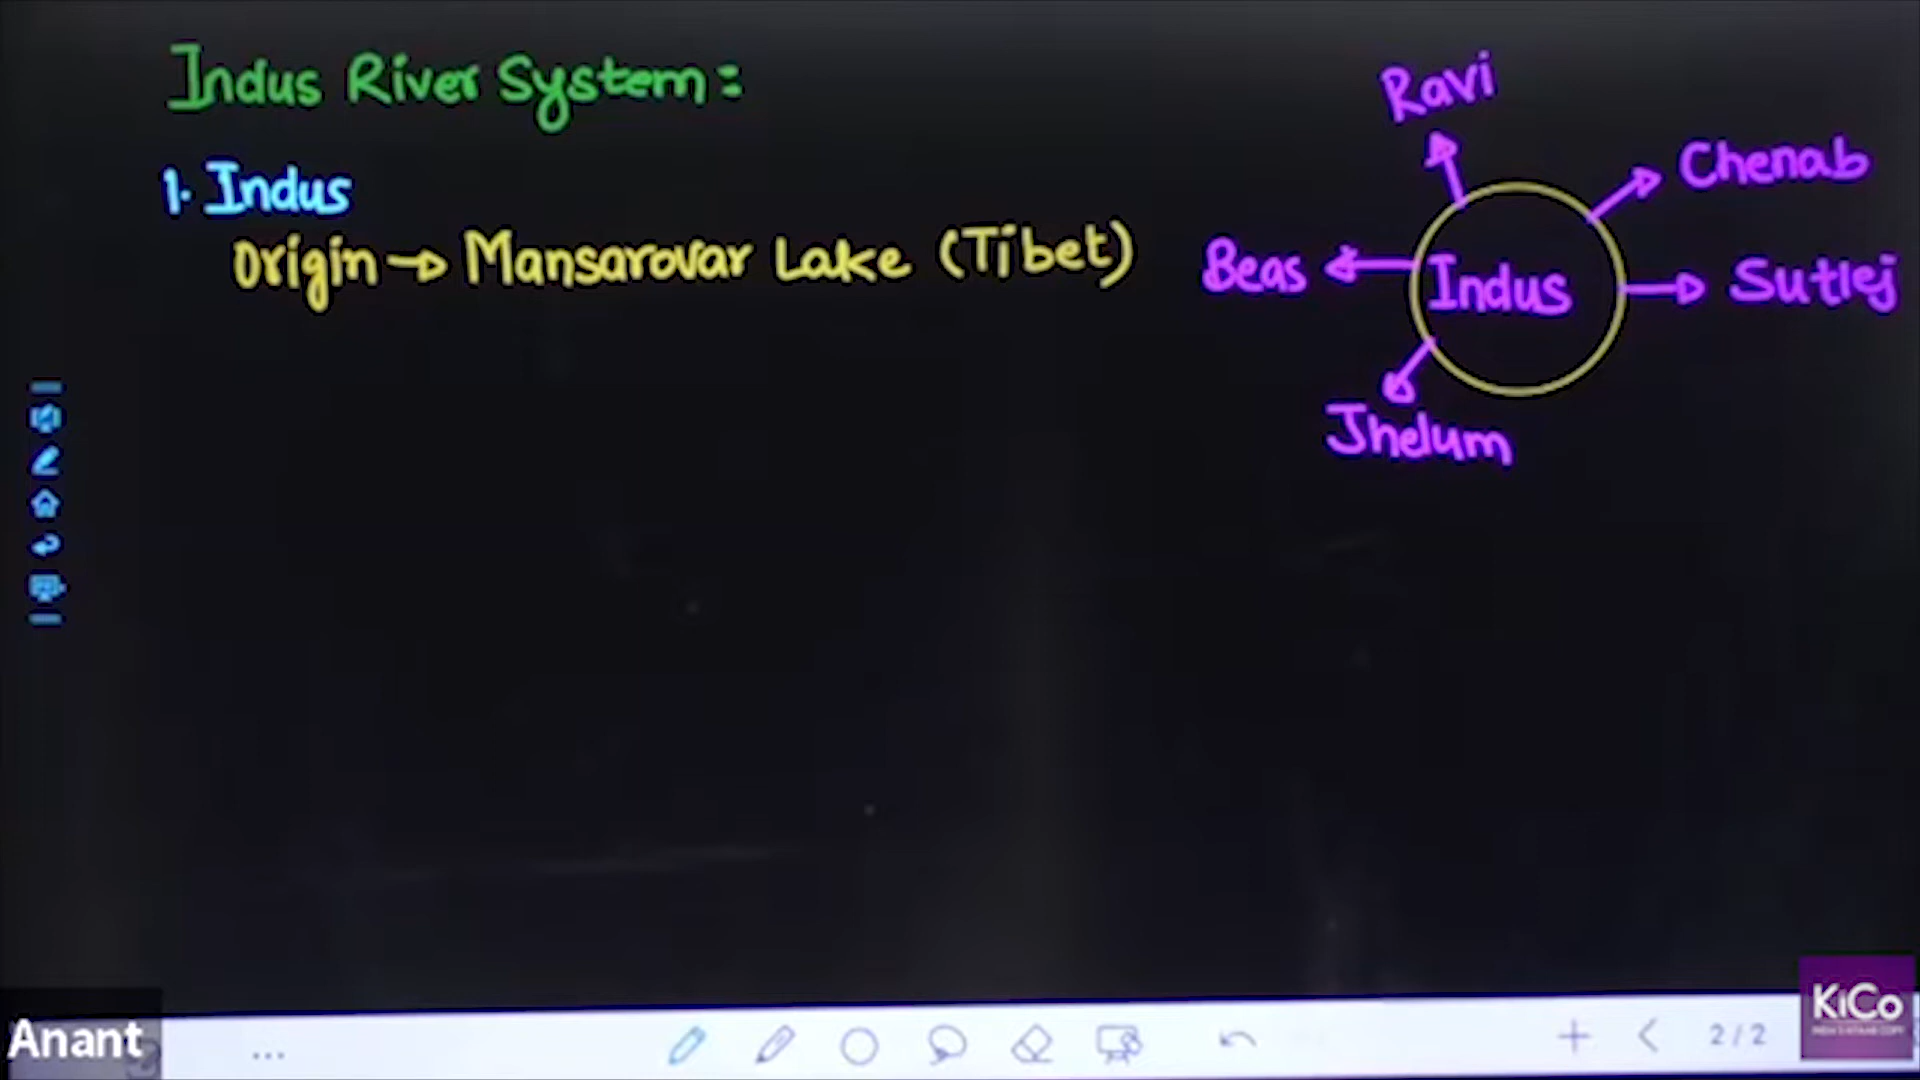 Indus River System:
1. Indus
Origin → Mansarovar Lake (Tibet)
Ravi
Chenab
Beas
Indus
Sutlej
Jhelum
Anant
...
2/2
KiCo